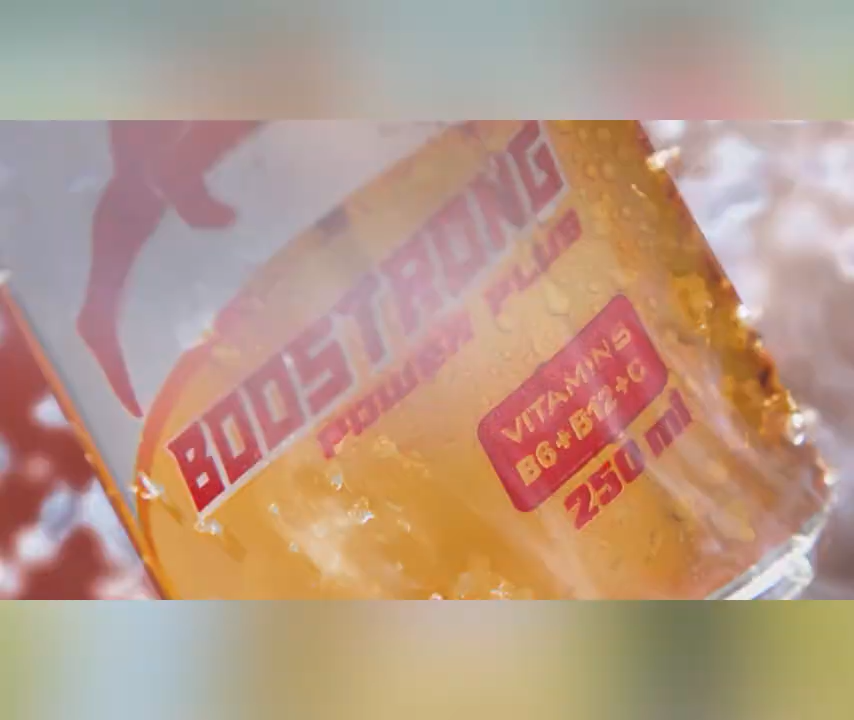 BOOSTRONG
POWER PLUS
VITAMINS
B6+B12+C
250 ml